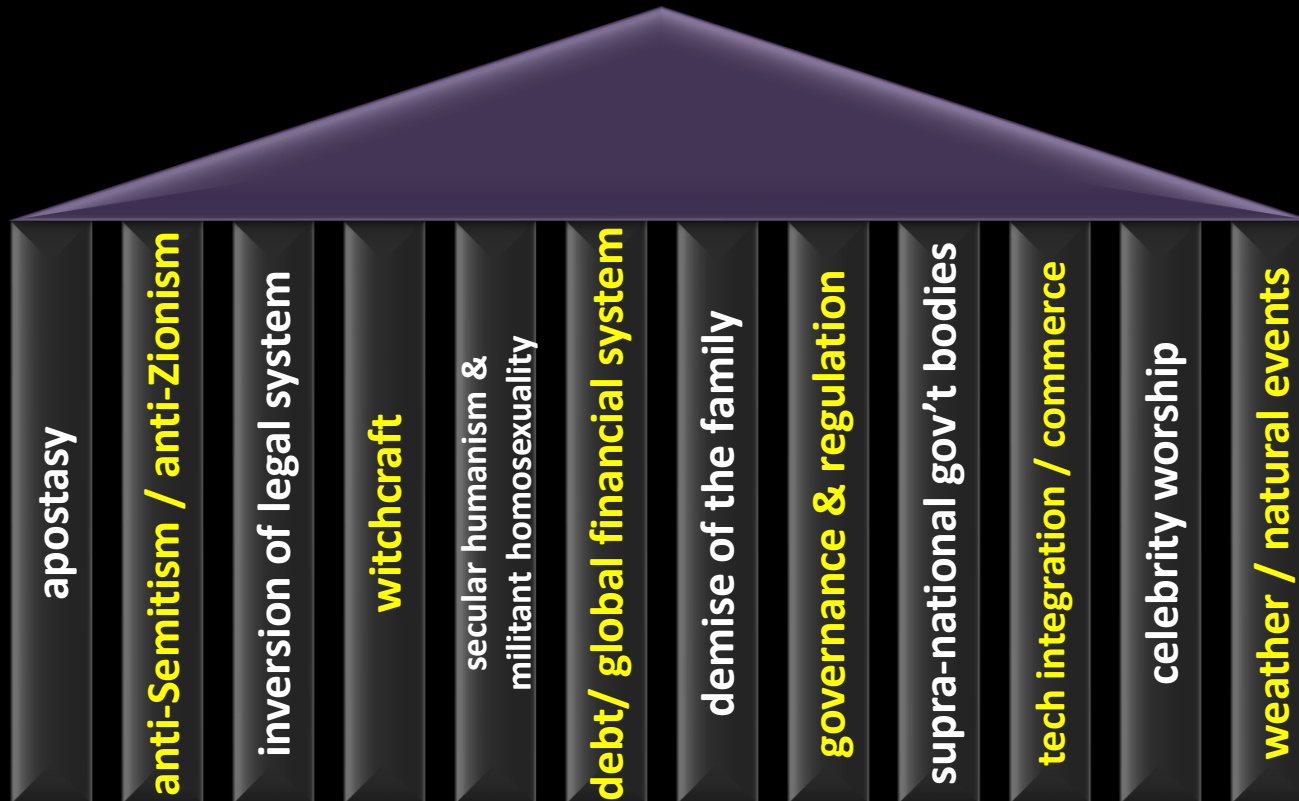 apostasy
anti-Semitism / anti-Zionism
inversion of legal system
witchcraft
secular humanism &
militant homosexuality
debt/ global financial system
demise of the family
governance & regulation
supra-national gov’t bodies
tech integration / commerce
celebrity worship
weather / natural events